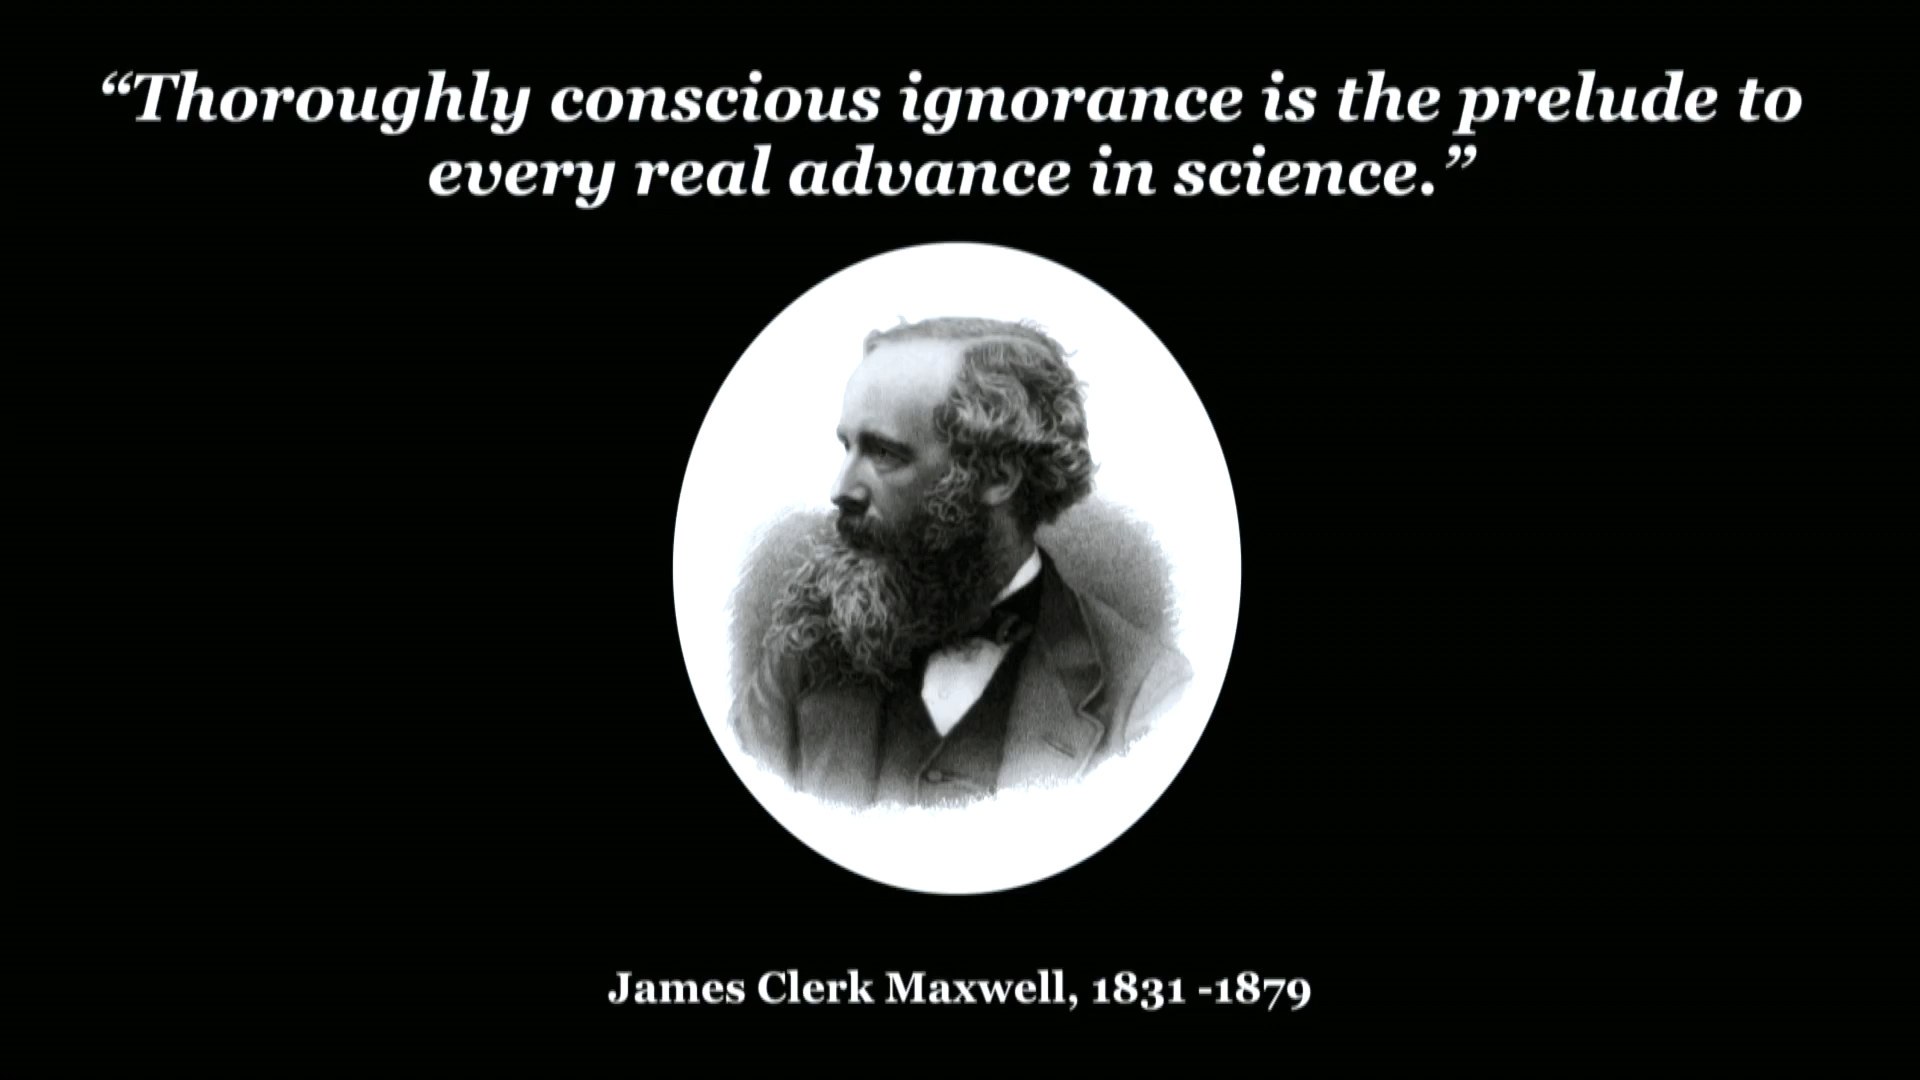 “Thoroughly conscious ignorance is the prelude to
every real advance in science.”
James Clerk Maxwell, 1831 -1879